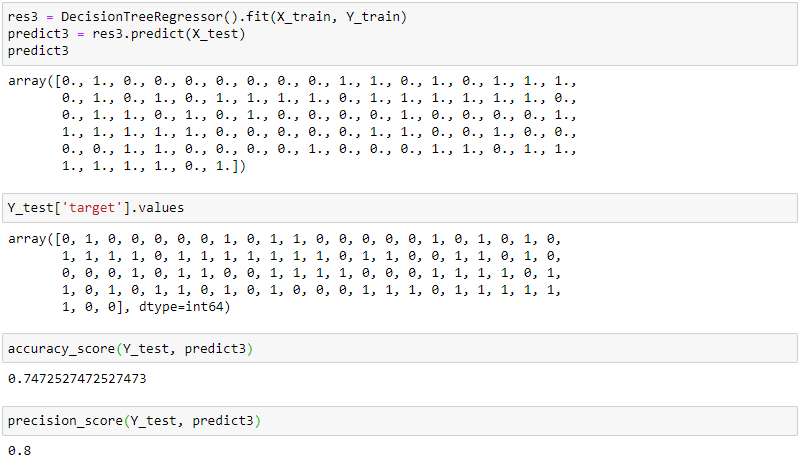 res3 = DecisionTreeRegressor().fit(X_train, Y_train)
predict3 = res3.predict(X_test)
predict3
array([0., 1., 0., 0., 0., 0., 0., 0., 0., 1., 1., 0., 1., 0., 1., 1., 1.,
0., 1., 0., 1., 0., 1., 1., 1., 1., 0., 1., 1., 1., 1., 1., 1., 0.,
0., 1., 1., 0., 1., 0., 1., 0., 0., 0., 0., 1., 0., 0., 0., 0., 1.,
1., 1., 1., 1., 1., 0., 0., 0., 0., 0., 1., 1., 0., 0., 1., 0., 0.,
0., 0., 1., 1., 0., 0., 0., 0., 1., 0., 0., 0., 1., 1., 0., 1., 1.,
1., 1., 1., 1., 0., 1.])
Y_test['target'].values
array([0, 1, 0, 0, 0, 0, 0, 1, 0, 1, 1, 0, 0, 0, 0, 0, 1, 0, 1, 0, 1, 0,
1, 1, 1, 1, 0, 1, 1, 1, 1, 1, 1, 1, 0, 1, 1, 0, 0, 1, 1, 0, 1, 0,
0, 0, 0, 1, 0, 1, 1, 0, 0, 1, 1, 1, 1, 0, 0, 0, 1, 1, 1, 1, 0, 1,
1, 0, 1, 0, 1, 1, 0, 1, 0, 1, 0, 0, 0, 1, 1, 1, 0, 1, 1, 1, 1, 1,
1, 0, 0], dtype=int64)
accuracy_score(Y_test, predict3)
0.7472527472527473
precision_score(Y_test, predict3)
0.8